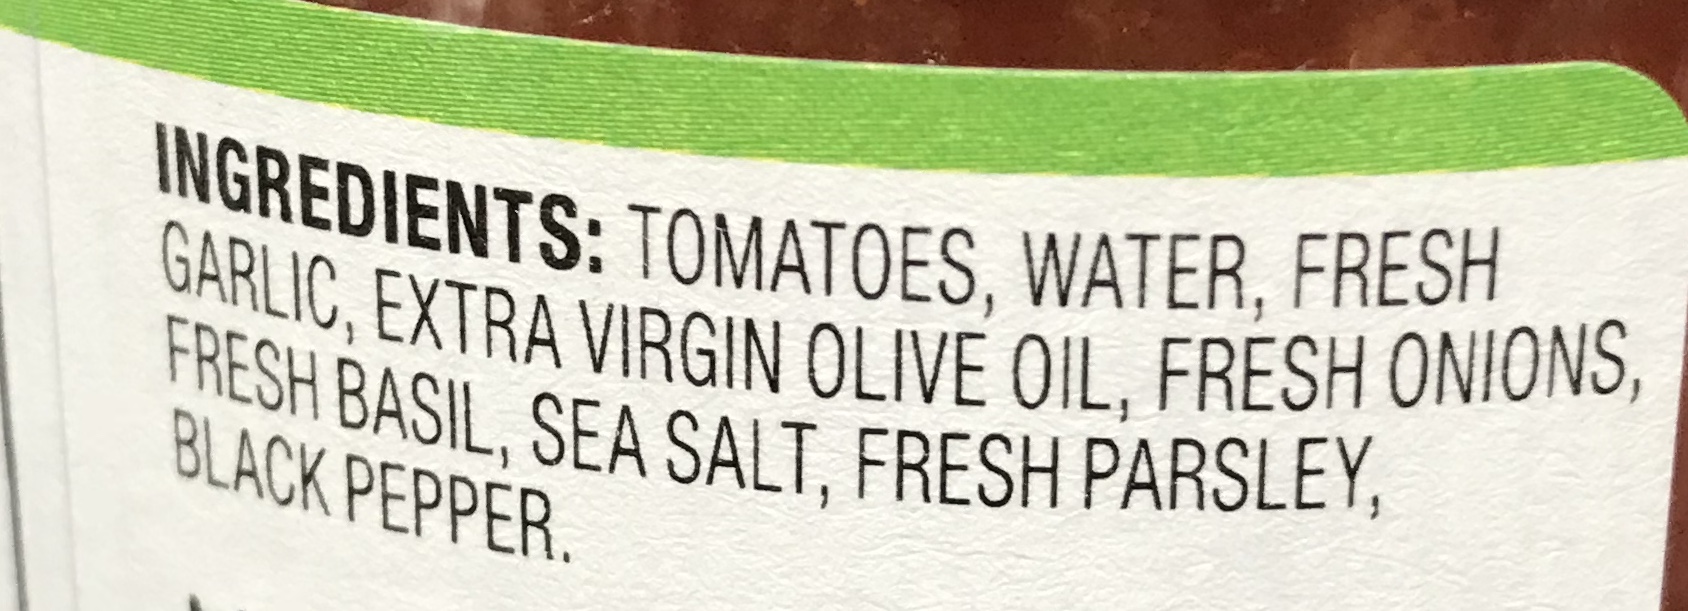 INGREDIENTS: TOMATOES, WATER, FRESH
GARLIC, EXTRA VIRGIN OLIVE OIL, FRESH ONIONS,
FRESH BASIL, SEA SALT, FRESH PARSLEY,
BLACK PEPPER.